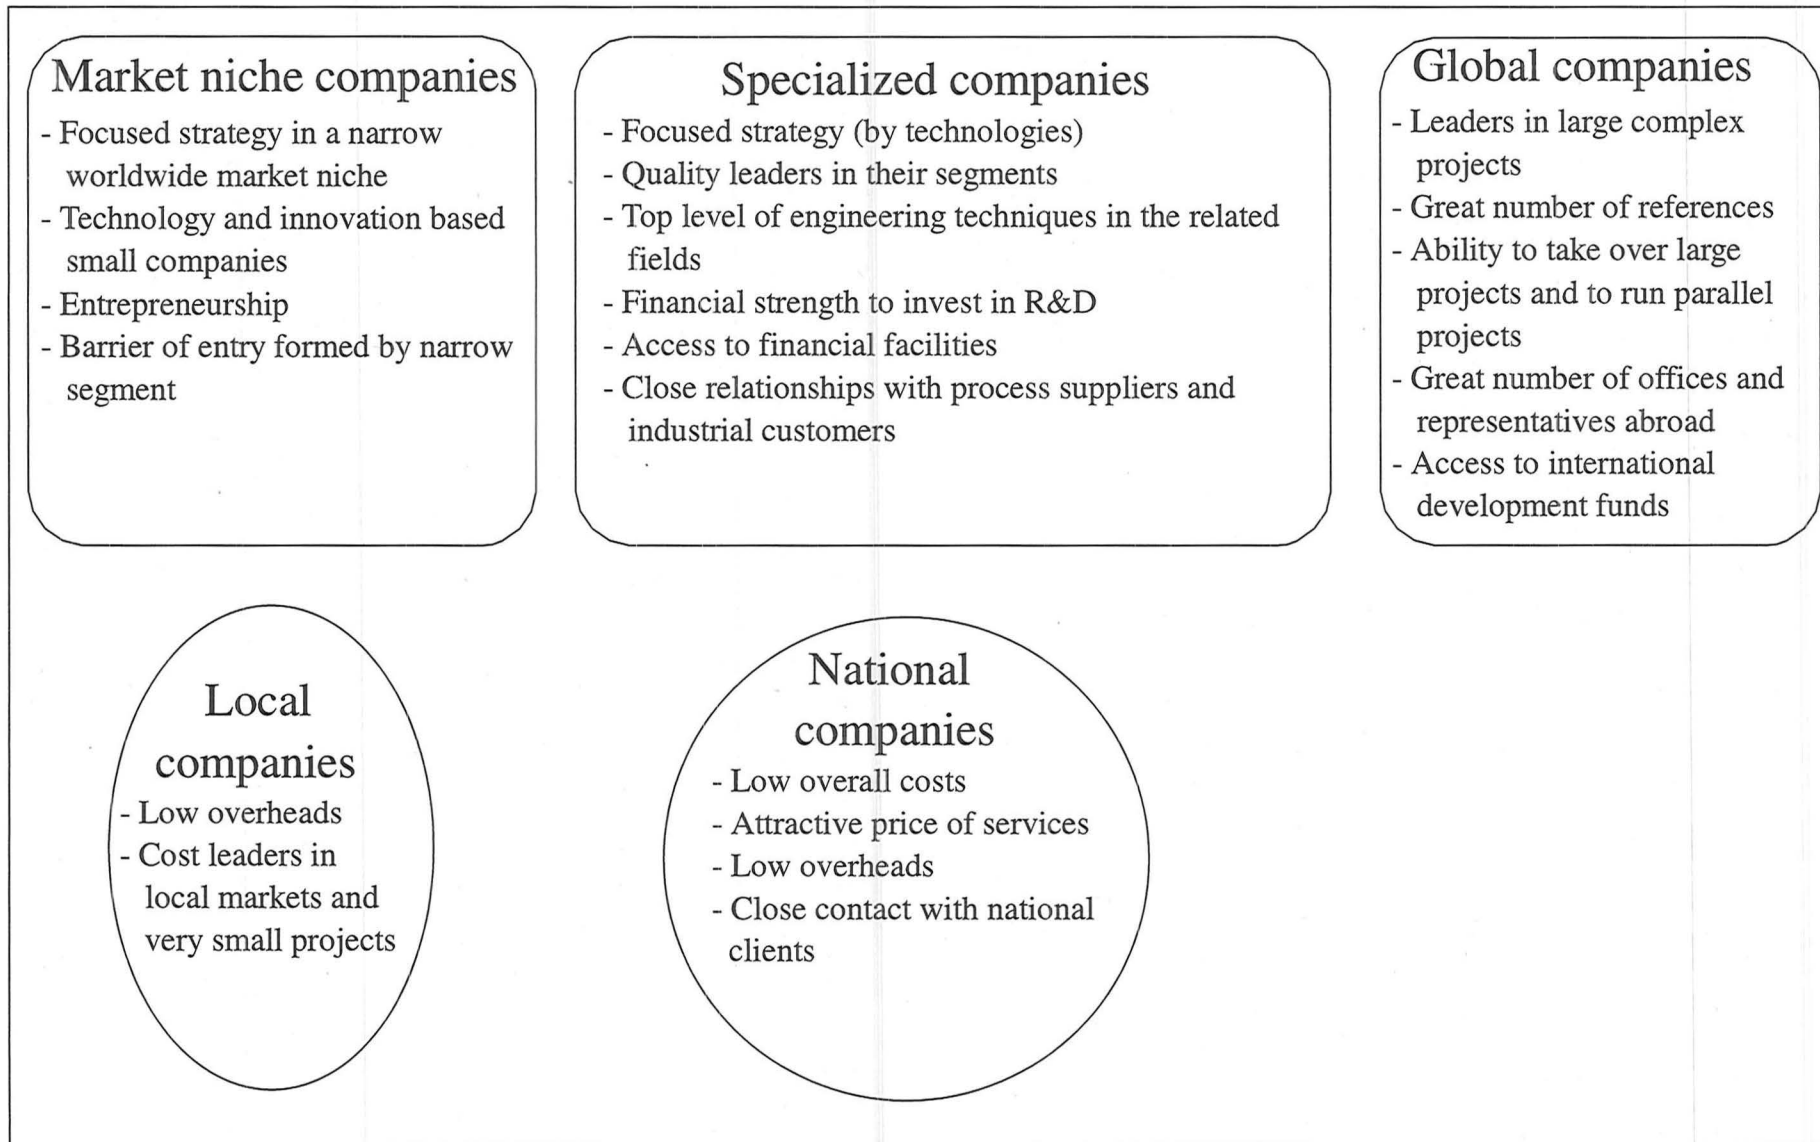 Market niche companies
- Focused strategy in a narrow
worldwide market niche
- Technology and innovation based
small companies
- Entrepreneurship
- Barrier of entry formed by narrow
segment
Specialized companies
- Focused strategy (by technologies)
- Quality leaders in their segments
- Top level of engineering techniques in the related
fields
- Financial strength to invest in R&D
- Access to financial facilities
- Close relationships with process suppliers and
industrial customers
Global companies
- Leaders in large complex
projects
- Great number of references
- Ability to take over large
projects and to run parallel
projects
- Great number of offices and
representatives abroad
- Access to international
development funds
Local
companies
- Low overheads
- Cost leaders in
local markets and
very small projects
National
companies
- Low overall costs
- Attractive price of services
- Low overheads
- Close contact with national
clients